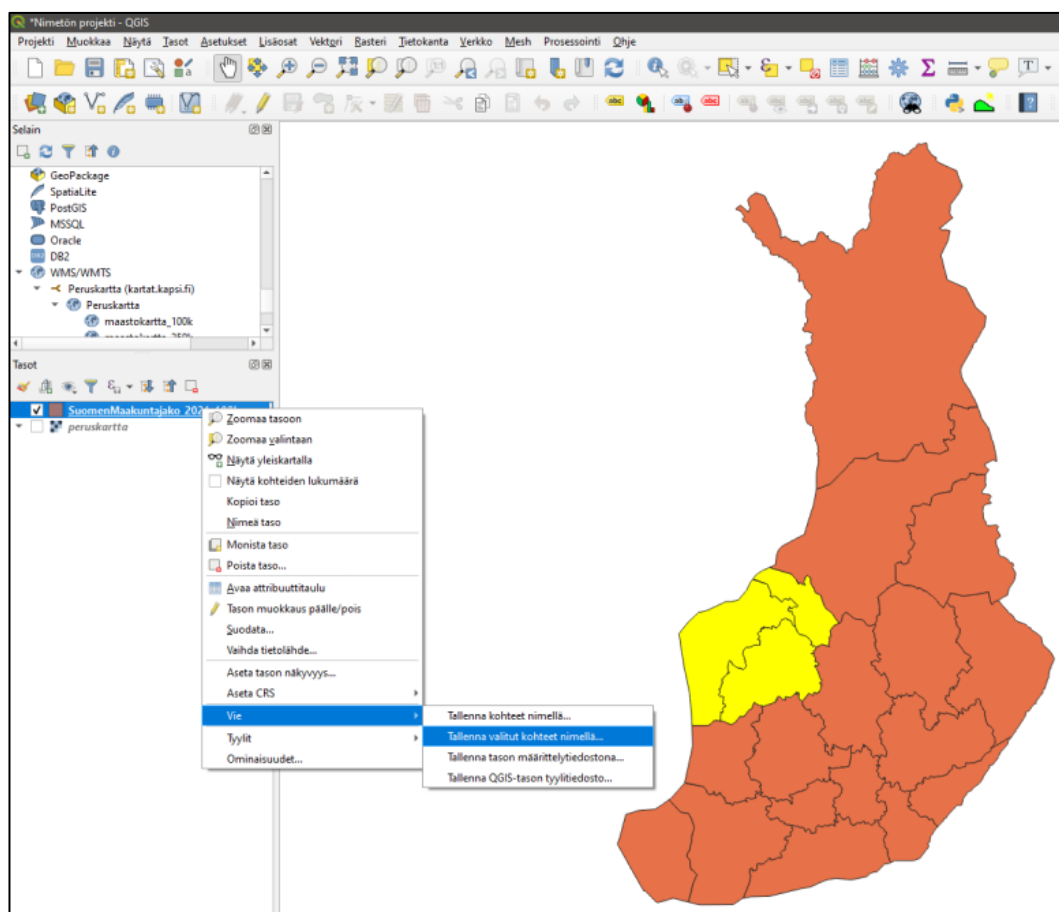 *Nimetön projekti - QGIS
Projekti Muokkaa Näytä Tasot Asetukset Lisäosat Vektori Rasteri Tietokanta Verkko Mesh Prosessointi Ohje
abc
ab
abc
Selain
GeoPackage
SpatiaLite
PostGIS
MSSQL
Oracle
DB2
WMS/WMTS
Peruskartta (kartat.kapsi.fi)
Peruskartta
maastokartta_100k
Tasot
SuomenMaakuntajako_2021
peruskartta
Zoomaa tasoon
Zoomaa valintaan
Näytä yleiskartalla
Näytä kohteiden lukumäärä
Kopioi taso
Nimeä taso
Monista taso
Poista taso...
Avaa attribuuttitaulu
Tason muokkaus päälle/pois
Suodata...
Vaihda tietolähde...
Aseta tason näkyvyys...
Aseta CRS
Vie
Tyylit
Ominaisuudet...
Tallenna kohteet nimellä...
Tallenna valitut kohteet nimellä...
Tallenna tason määrittelytiedostona...
Tallenna QGIS-tason tyylitiedosto...